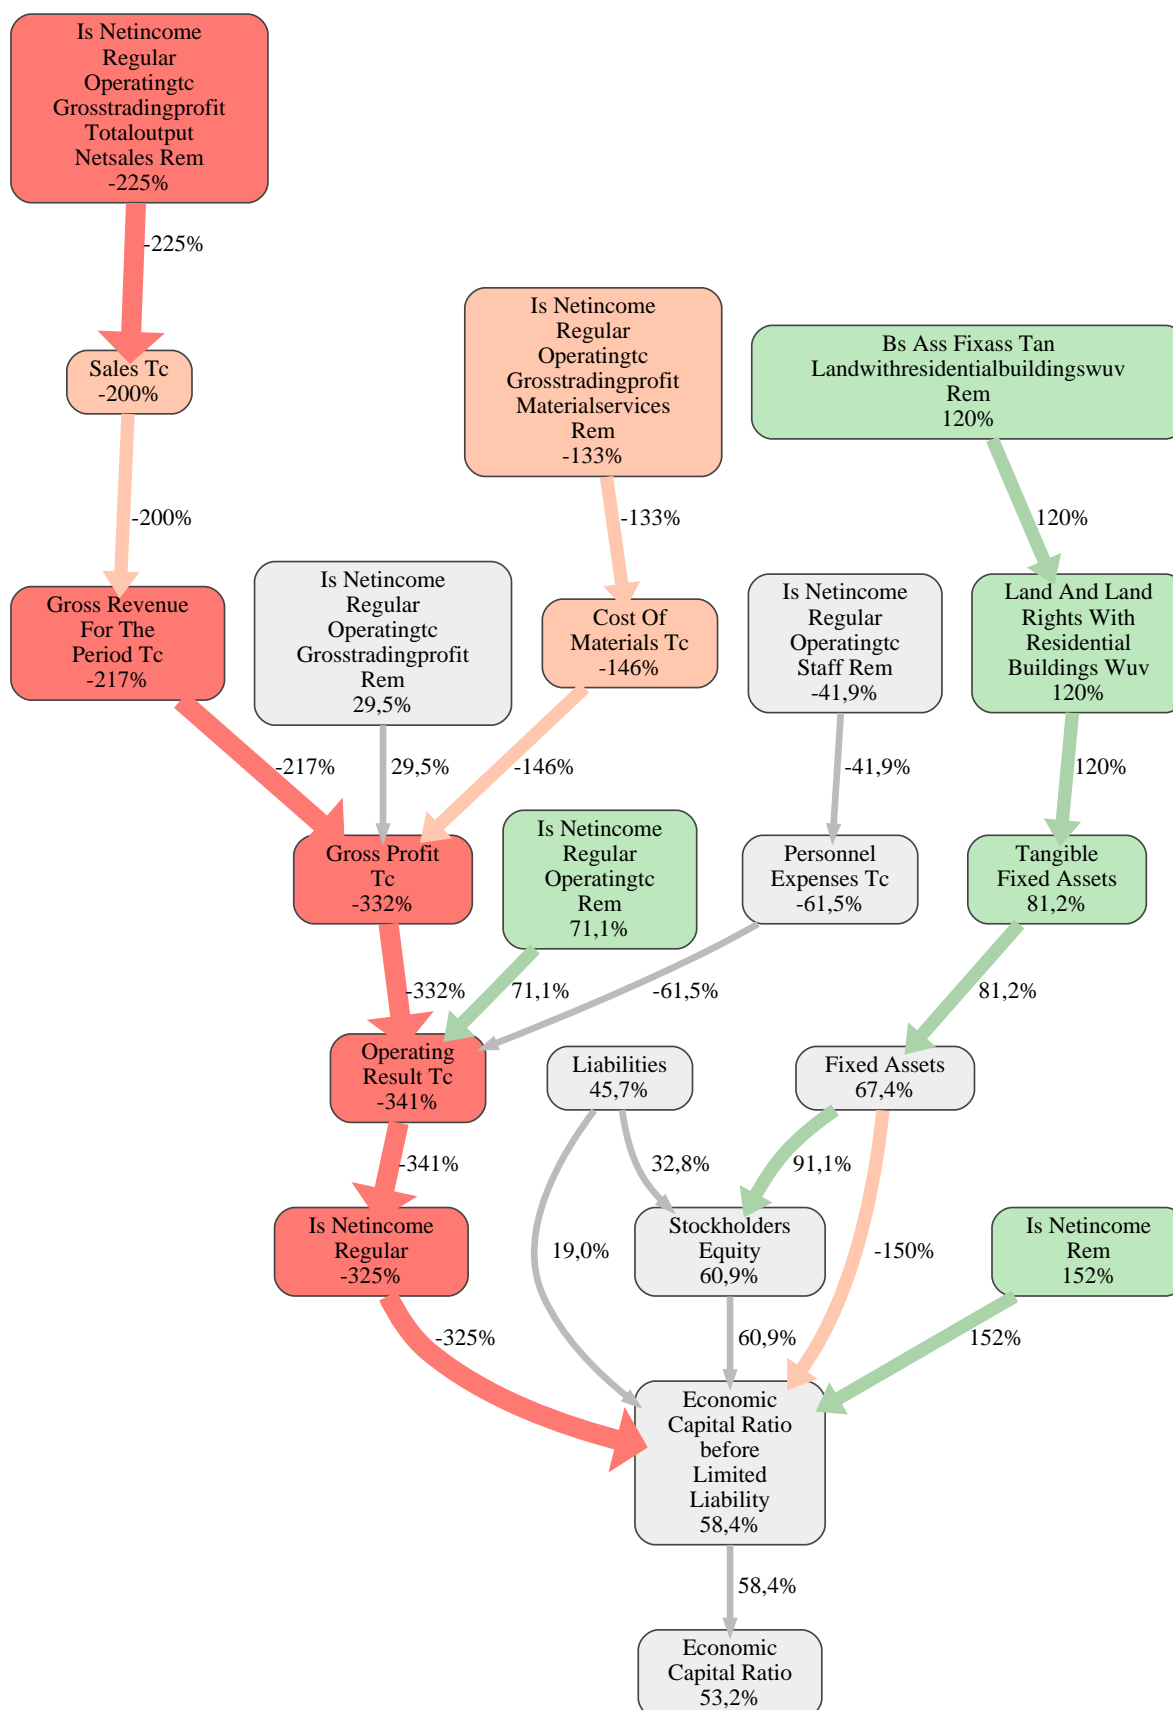 Is Netincome
Regular
Operatingtc
Grosstradingprofit
Totaloutput
Netsales Rem
-225%
-225%
Sales Tc
-200%
-200%
Is Netincome
Regular
Operatingtc
Grosstradingprofit
Materialservices
Rem
-133%
-133%
Bs Ass Fixass Tan
Landwithresidentialbuildingswuv
Rem
120%
120%
Gross Revenue
For The
Period Tc
-217%
-217%
Is Netincome
Regular
Operatingtc
Grosstradingprofit
Rem
29,5%
29,5%
Cost Of
Materials Tc
-146%
-146%
Is Netincome
Regular
Operatingtc
Staff Rem
-41,9%
-41,9%
Land And Land
Rights With
Residential
Buildings Wuv
120%
120%
Gross Profit
Tc
-332%
-332%
Is Netincome
Regular
Operatingtc
Rem
71,1%
71,1%
Personnel
Expenses Tc
-61,5%
-61,5%
Tangible
Fixed Assets
81,2%
81,2%
Operating
Result Tc
-341%
-341%
Liabilities
45,7%
32,8%
19,0%
Fixed Assets
67,4%
91,1%
-150%
Is Netincome
Regular
-325%
-325%
Stockholders
Equity
60,9%
60,9%
Is Netincome
Rem
152%
152%
Economic
Capital Ratio
before
Limited
Liability
58,4%
58,4%
Economic
Capital Ratio
53,2%